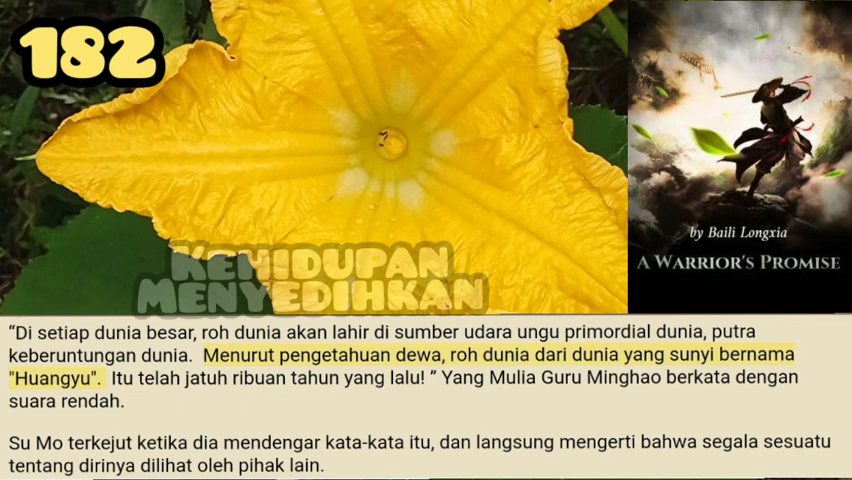 182
by Baili Longxia
A WARRIOR'S PROMISE
KEHIDUPAN
MENYEDIHKAN
“Di setiap dunia besar, roh dunia akan lahir di sumber udara ungu primordial dunia, putra
keberuntungan dunia. Menurut pengetahuan dewa, roh dunia dari dunia yang sunyi bernama
"Huangyu". Itu telah jatuh ribuan tahun yang lalu! ” Yang Mulia Guru Minghao berkata dengan
suara rendah.
Su Mo terkejut ketika dia mendengar kata-kata itu, dan langsung mengerti bahwa segala sesuatu
tentang dirinya dilihat oleh pihak lain.